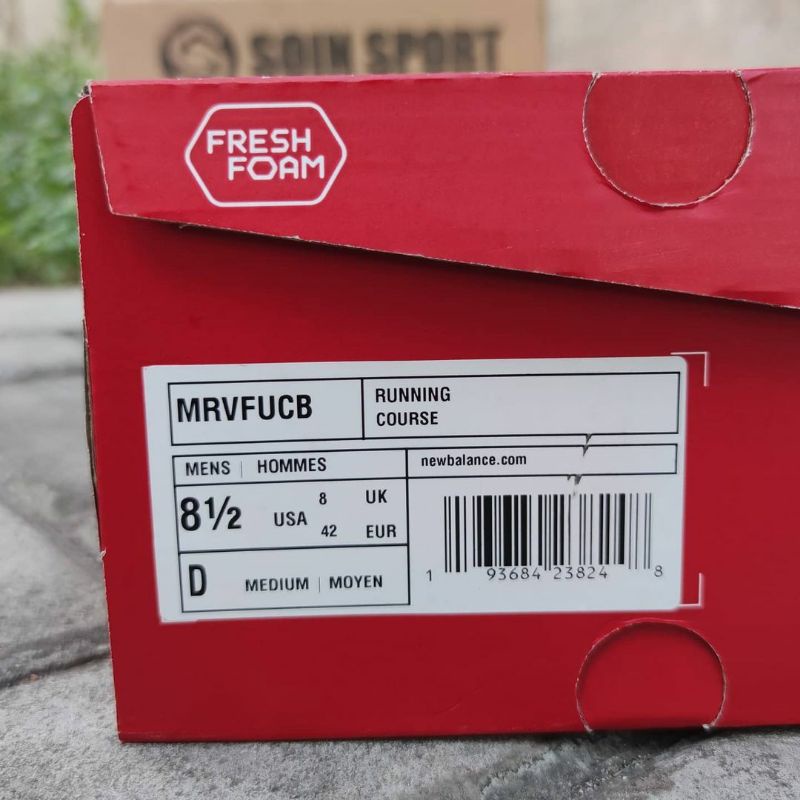 SOIN SPORT
FRESH
FOAM
MRVFUCB
RUNNING
COURSE
MENS | HOMMES
newbalance.com
8½ USA
8 UK
42 EUR
D MEDIUM | MOYEN
1 93684 23824 8